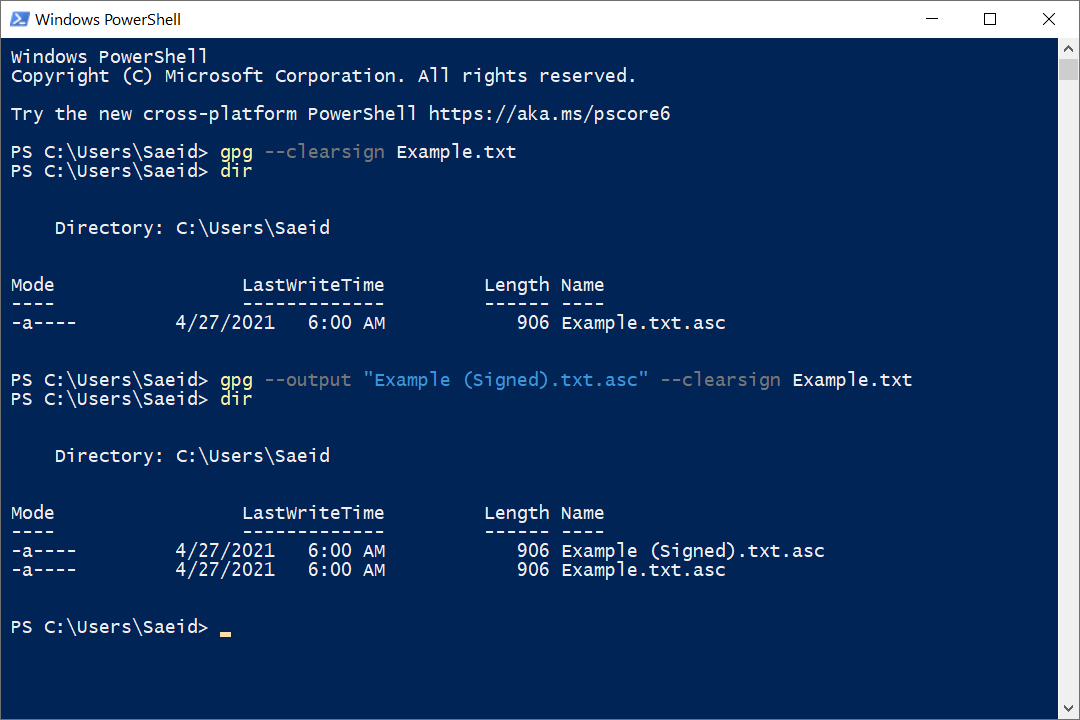 Windows PowerShell
Windows PowerShell
Copyright (C) Microsoft Corporation. All rights reserved.
Try the new cross-platform PowerShell https://aka.ms/pscore6
PS C:\Users\Saeid> gpg --clearsign Example.txt
PS C:\Users\Saeid> dir
    Directory: C:\Users\Saeid
Mode                 LastWriteTime         Length Name
----                 -------------         ------ ----
-a----         4/27/2021   6:00 AM            906 Example.txt.asc
PS C:\Users\Saeid> gpg --output "Example (Signed).txt.asc" --clearsign Example.txt
PS C:\Users\Saeid> dir
    Directory: C:\Users\Saeid
Mode                 LastWriteTime         Length Name
----                 -------------         ------ ----
-a----         4/27/2021   6:00 AM            906 Example (Signed).txt.asc
-a----         4/27/2021   6:00 AM            906 Example.txt.asc
PS C:\Users\Saeid>